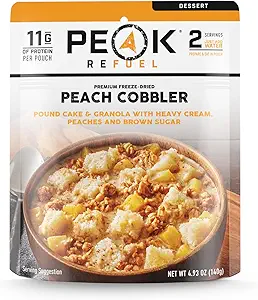 DESSERT
11G
OF PROTEIN
PER POUCH
PEAK
REFUEL
2
SERVINGS
PREMIUM FREEZE-DRIED
PEACH COBBLER
POUND CAKE & GRANOLA WITH HEAVY CREAM,
PEACHES AND BROWN SUGAR
Serving Suggestion
NET WT 4.93 OZ (140g)